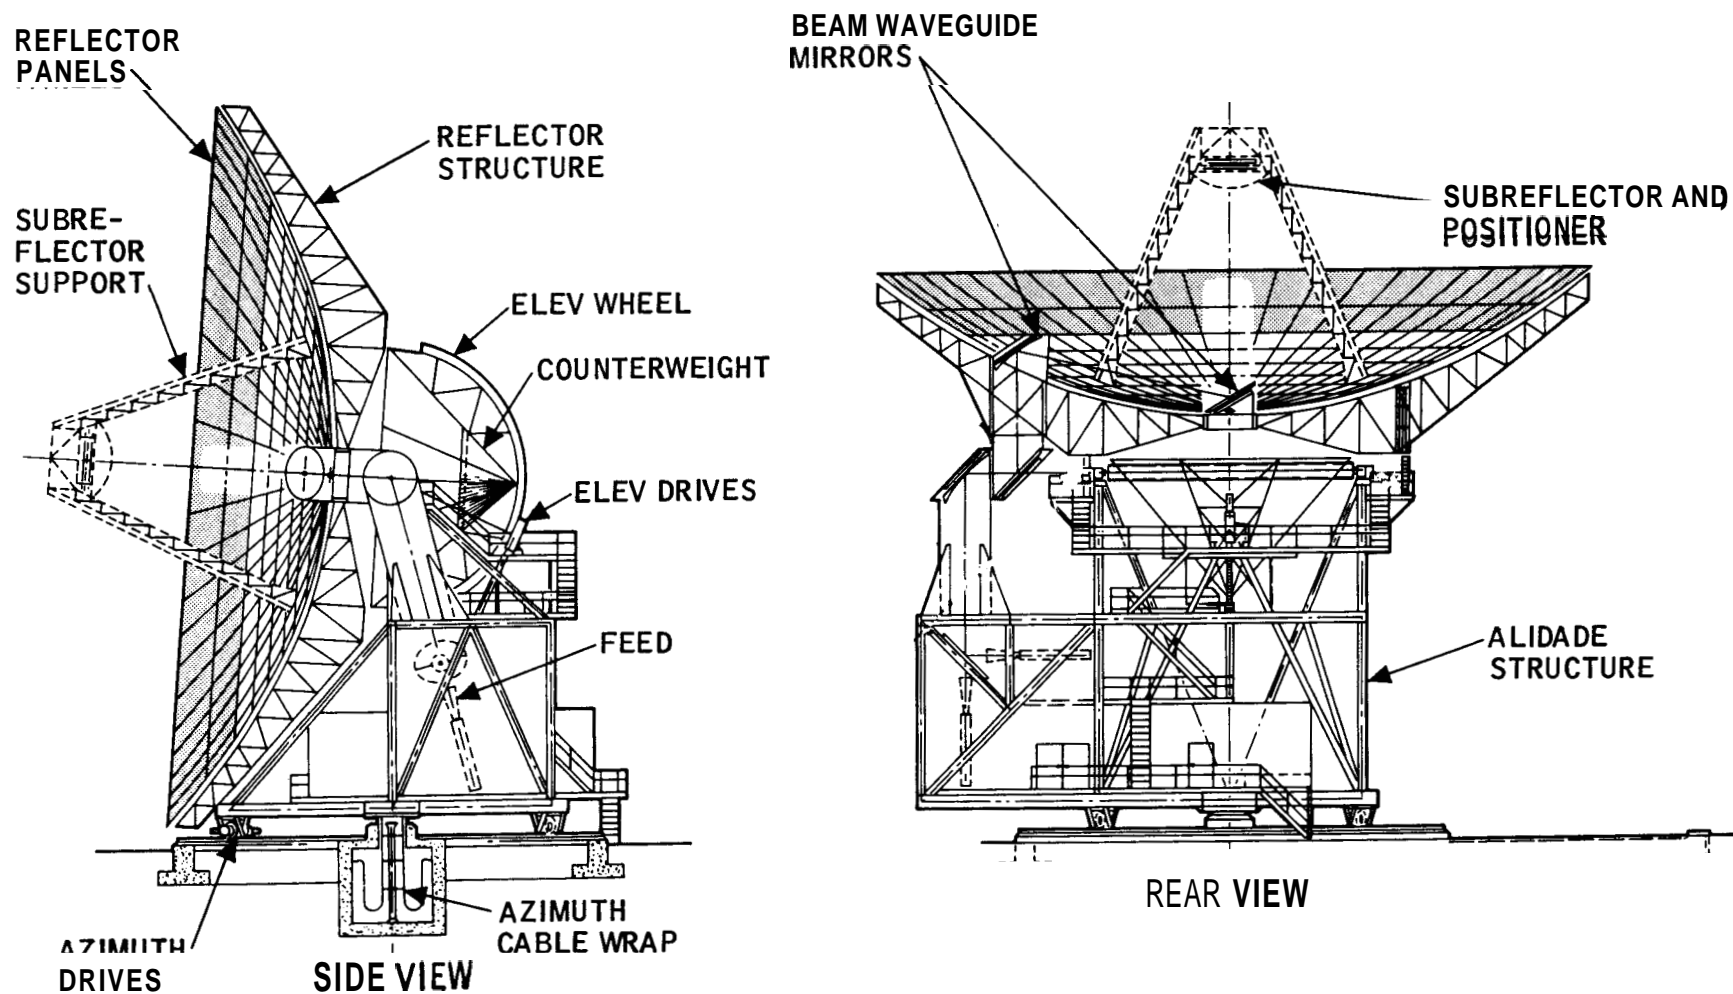 REFLECTOR
PANELS
REFLECTOR
STRUCTURE
SUBRE-
FLECTOR
SUPPORT
ELEV WHEEL
COUNTERWEIGHT
ELEV DRIVES
FEED
AZIMUTH
CABLE WRAP
AZIMUTH
DRIVES
SIDE VIEW
BEAM WAVEGUIDE
MIRRORS
SUBREFLECTOR AND
POSITIONER
ALIDADE
STRUCTURE
REAR VIEW